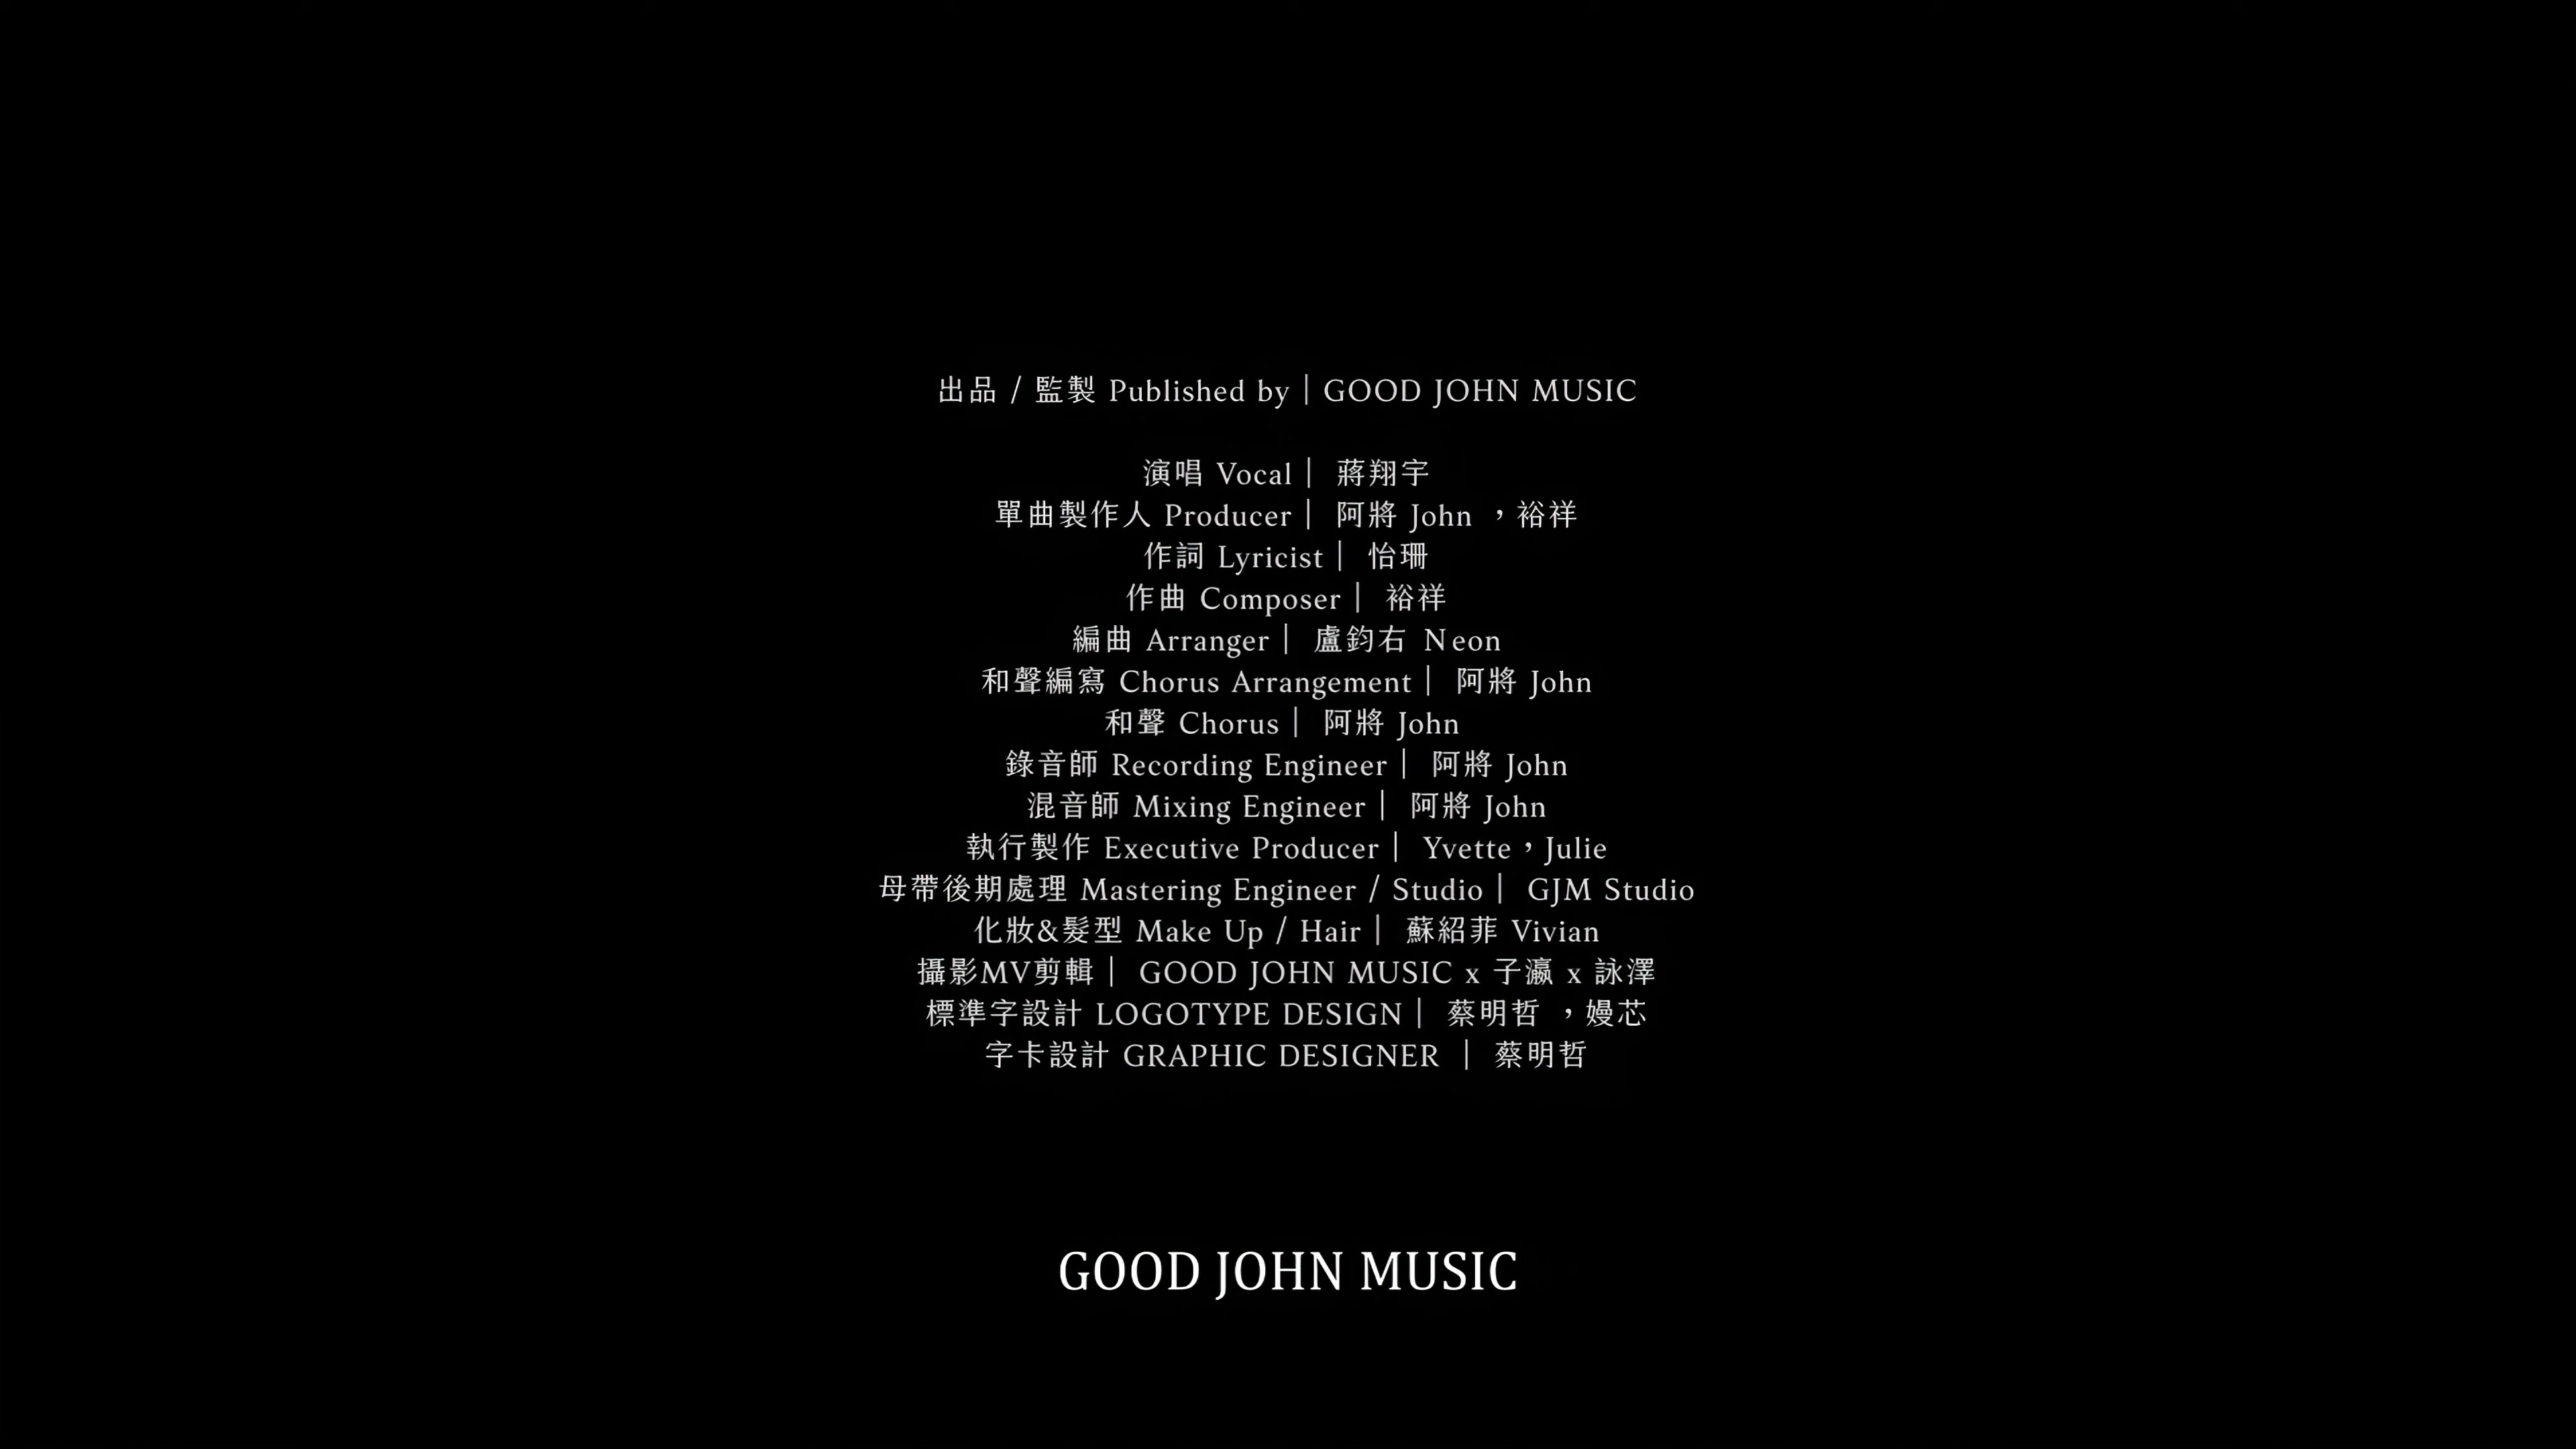 出品 / 監製 Published by｜GOOD JOHN MUSIC
演唱 Vocal｜ 蔣翔宇
單曲製作人 Producer｜ 阿將 John ，裕祥
作詞 Lyricist｜ 怡珊
作曲 Composer｜ 裕祥
編曲 Arranger｜ 盧鈞右 Neon
和聲編寫 Chorus Arrangement｜ 阿將 John
和聲 Chorus｜ 阿將 John
錄音師 Recording Engineer｜ 阿將 John
混音師 Mixing Engineer｜ 阿將 John
執行製作 Executive Producer｜ Yvette，Julie
母帶後期處理 Mastering Engineer / Studio｜ GJM Studio
化妝&髮型 Make Up / Hair｜ 蘇紹菲 Vivian
攝影MV剪輯｜ GOOD JOHN MUSIC x 子瀛 x 詠澤
標準字設計 LOGOTYPE DESIGN｜ 蔡明哲 ，嫚芯
字卡設計 GRAPHIC DESIGNER ｜ 蔡明哲
GOOD JOHN MUSIC